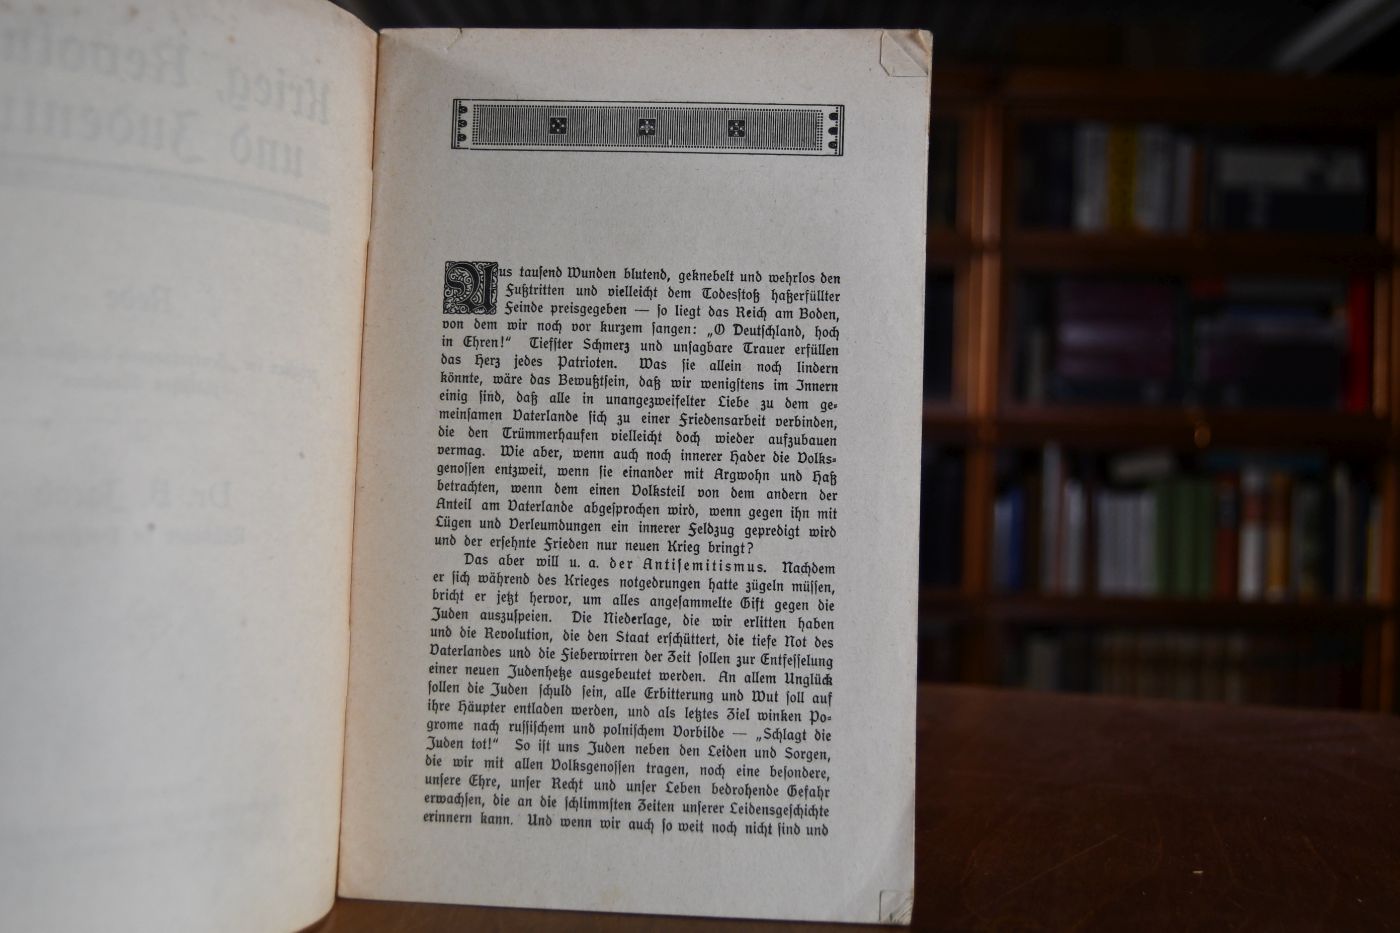 Aus tausend Wunden blutend, geknebelt und wehrlos den
Fußtritten und vielleicht dem Todesstoß haßerfüllter
Feinde preisgegeben — so liegt das Reich am Boden,
von dem wir noch vor kurzem sangen: „O Deutschland, hoch
in Ehren!“ Tiefster Schmerz und unsagbare Trauer erfüllen
das Herz jedes Patrioten. Was sie allein noch lindern
könnte, wäre das Bewußtsein, daß wir wenigstens im Innern
einig sind, daß alle in unangezweifelter Liebe zu dem ge-
meinsamen Vaterlande sich zu einer Friedensarbeit verbinden,
die den Trümmerhaufen vielleicht doch wieder aufzubauen
vermag. Wie aber, wenn auch noch innerer Hader die Volks-
genossen entzweit, wenn sie einander mit Argwohn und Haß
betrachten, wenn dem einen Volksteil von dem andern der
Anteil am Vaterlande abgesprochen wird, wenn gegen ihn mit
Lügen und Verleumdungen ein innerer Feldzug gepredigt wird
und der ersehnte Frieden nur neuen Krieg bringt?
Das aber will u. a. der Antisemitismus. Nachdem
er sich während des Krieges notgedrungen hatte zügeln müssen,
bricht er jetzt hervor, um alles angesammelte Gift gegen die
Juden auszuspeien. Die Niederlage, die wir erlitten haben
und die Revolution, die den Staat erschüttert, die tiefe Not des
Vaterlandes und die Fieberwirren der Zeit sollen zur Entfesselung
einer neuen Judenhetze ausgebeutet werden. An allem Unglück
sollen die Juden schuld sein, alle Erbitterung und Wut soll auf
ihre Häupter entladen werden, und als letztes Ziel winken Po-
grome nach russischem und polnischem Vorbilde — „Schlagt die
Juden tot!“ So ist uns Juden neben den Leiden und Sorgen,
die wir mit allen Volksgenossen tragen, noch eine besondere,
unsere Ehre, unser Recht und unser Leben bedrohende Gefahr
erwachsen, die an die schlimmsten Zeiten unserer Leidensgeschichte
erinnern kann. Und wenn wir auch so weit noch nicht sind und